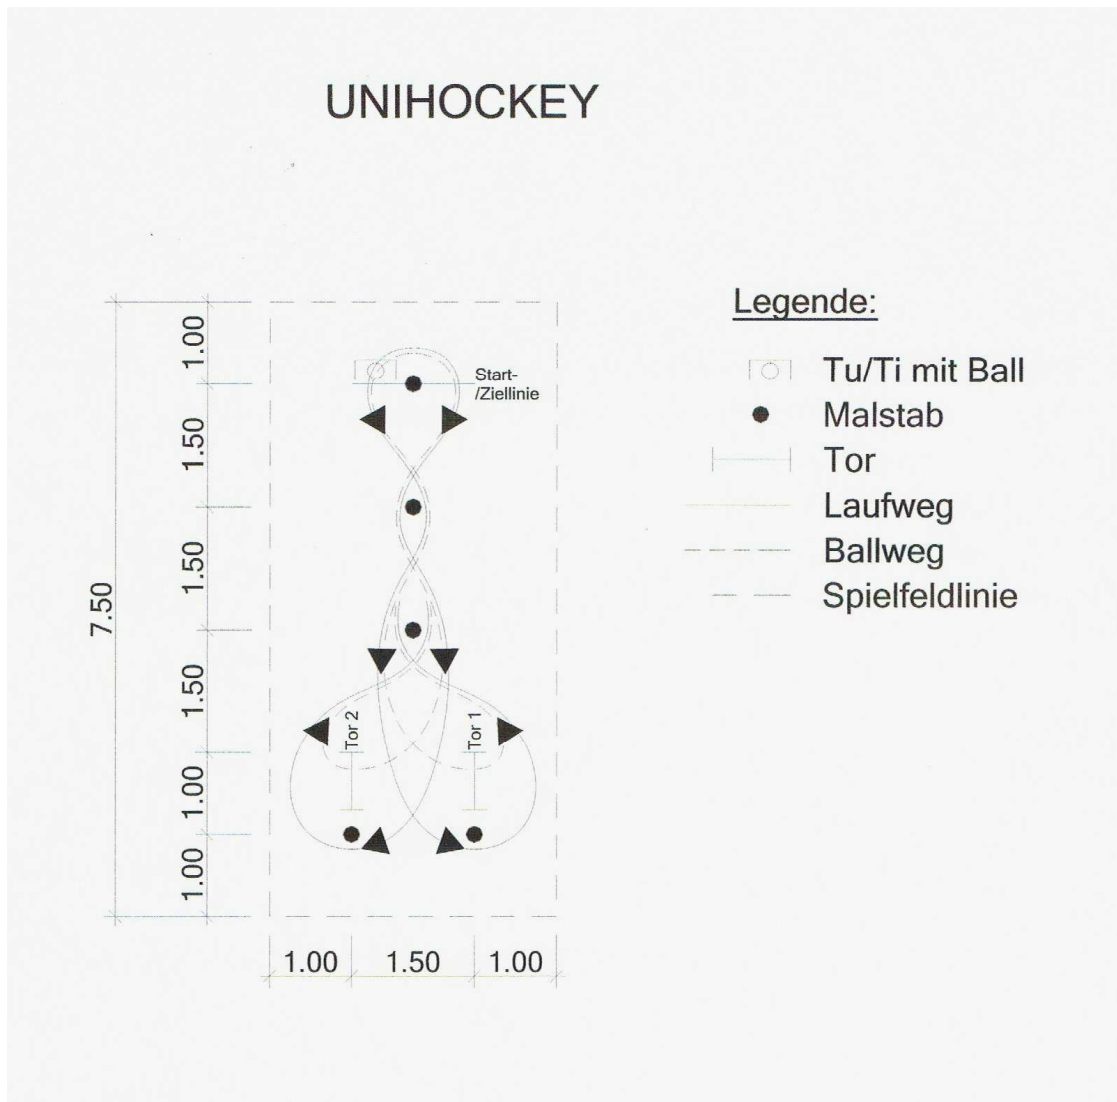 UNIHOCKEY
Legende:
Tu/Ti mit Ball
Malstab
Tor
Laufweg
Ballweg
Spielfeldlinie
Start-
/Ziellinie
Tor 2
Tor 1
7.50
1.00
1.50
1.50
1.50
1.00
1.00
1.00
1.50
1.00